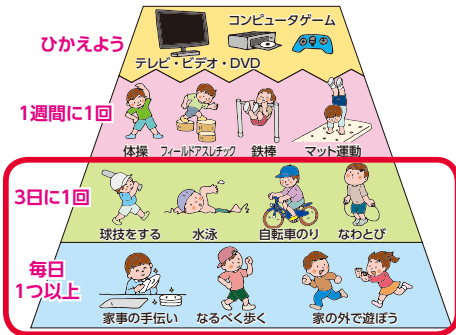 コンピュータゲーム
ひかえよう
テレビ・ビデオ・DVD
1週間に1回
体操 フィールドアスレチック 鉄棒 マット運動
3日に1回
球技をする 水泳 自転車のり なわとび
毎日
1つ以上
家事の手伝い なるべく歩く 家の外で遊ぼう